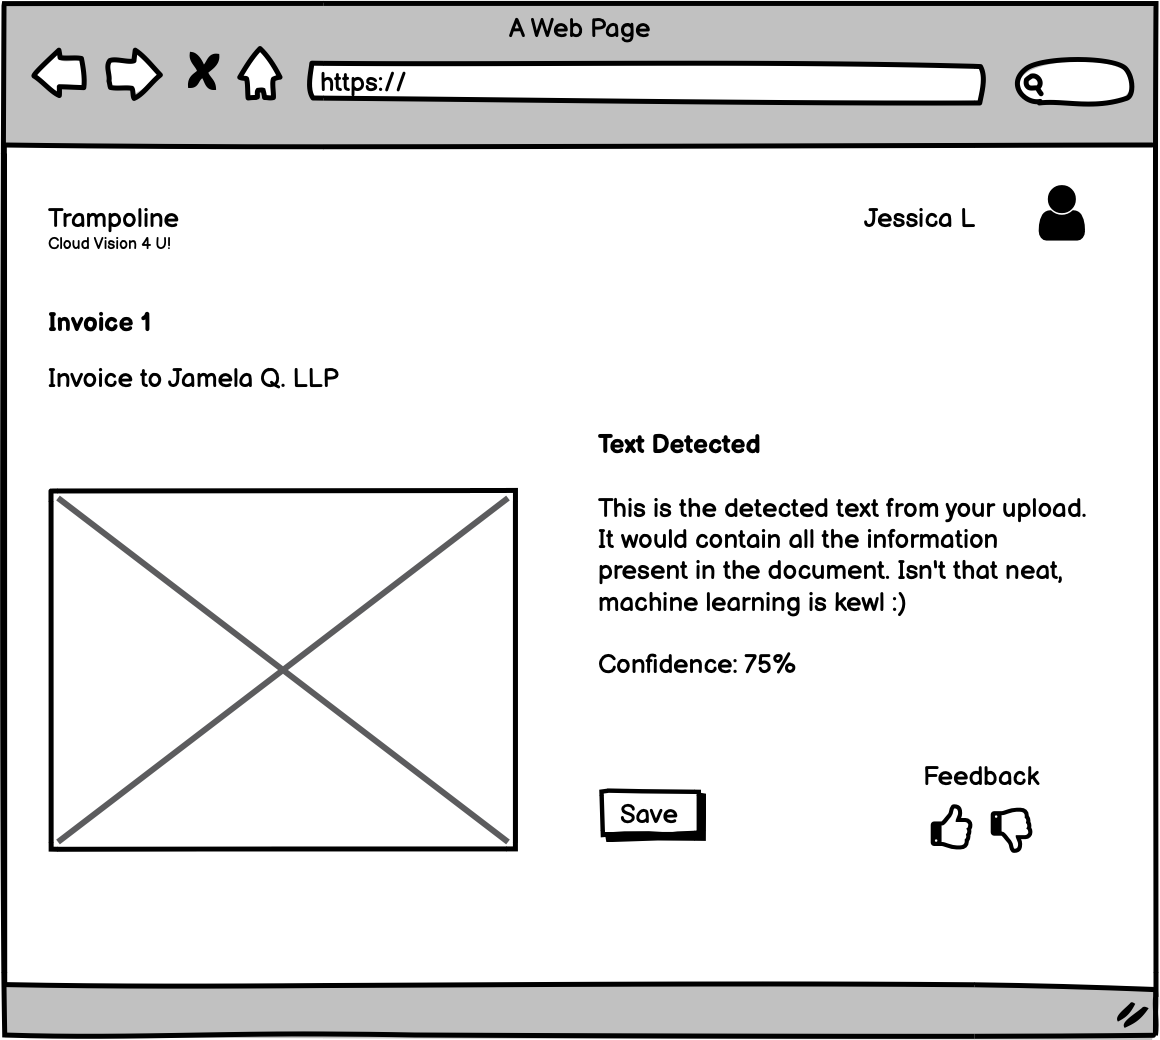 A Web Page
https://
Trampoline
Cloud Vision 4 U!
Jessica L
Invoice 1
Invoice to Jamela Q. LLP
Text Detected
This is the detected text from your upload.
It would contain all the information
present in the document. Isn't that neat,
machine learning is kewl :)
Confidence: 75%
Save
Feedback